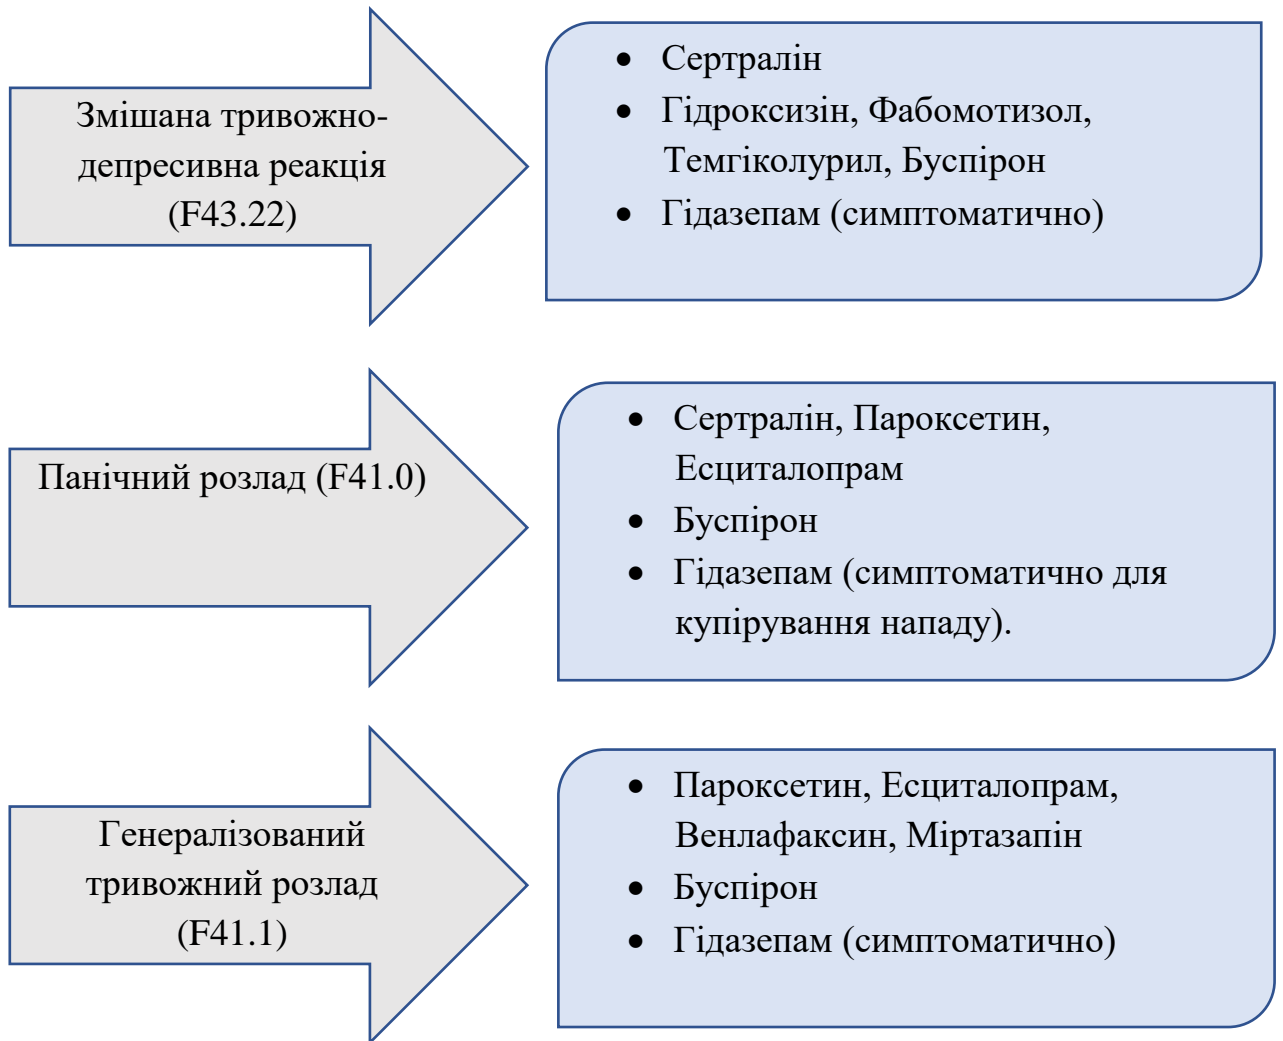 Змішана тривожно-
депресивна реакція
(F43.22)
• Сертралін
• Гідроксизін, Фабомотизол,
Темгіколурил, Буспірон
• Гідазепам (симптоматично)
Панічний розлад (F41.0)
• Сертралін, Пароксетин,
Есциталопрам
• Буспірон
• Гідазепам (симптоматично для
купірування нападу).
Генералізований
тривожний розлад
(F41.1)
• Пароксетин, Есциталопрам,
Венлафаксин, Міртазапін
• Буспірон
• Гідазепам (симптоматично)